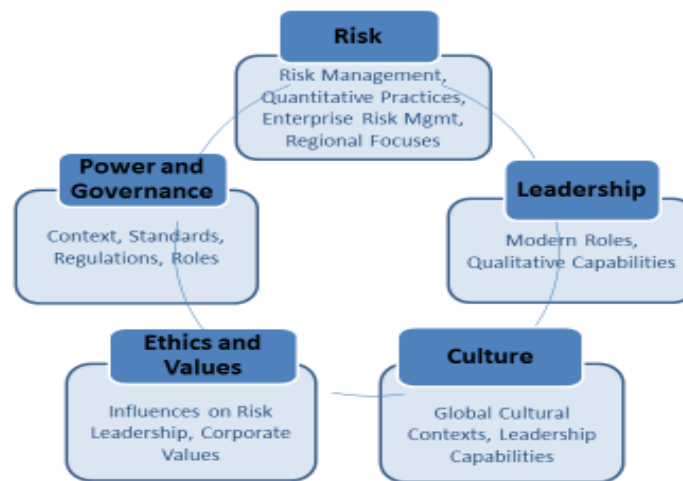 Risk
Risk Management,
Quantitative Practices,
Enterprise Risk Mgmt,
Regional Focuses
Leadership
Modern Roles,
Qualitative Capabilities
Culture
Global Cultural
Contexts, Leadership
Capabilities
Ethics and
Values
Influences on Risk
Leadership, Corporate
Values
Power and
Governance
Context, Standards,
Regulations, Roles